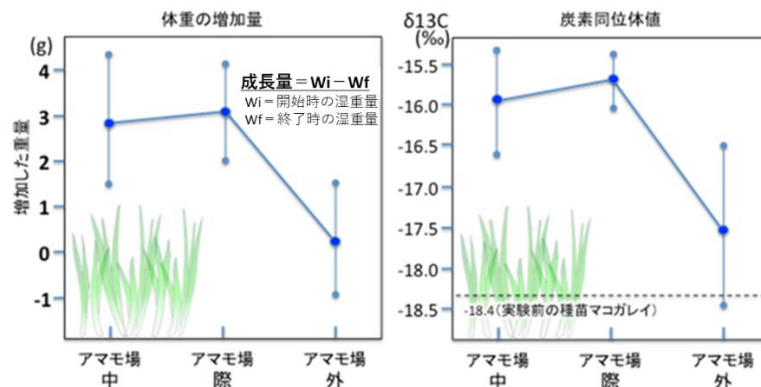 体重の増加量
(g)
増加した重量
4
3
2
1
0
-1
成長量＝Wi－Wf
Wi＝開始時の湿重量
Wf＝終了時の湿重量
アマモ場
中
アマモ場
際
アマモ場
外
炭素同位体値
δ13C
(‰)
-15.5
-16.0
-16.5
-17.0
-17.5
-18.0
-18.5
-18.4(実験前の種苗マコガレイ)
アマモ場
中
アマモ場
際
アマモ場
外